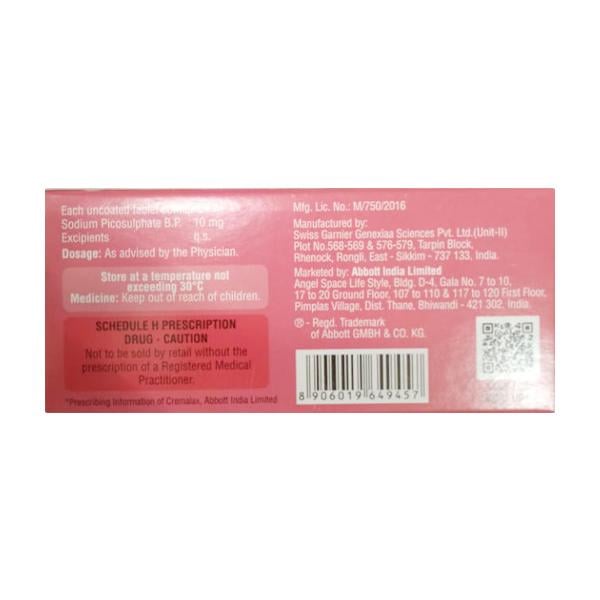 Each uncoated tablet
Sodium Picosulphate B.P. 10 mg
Excipients q.s.
Dosage: As advised by the Physician.
Store at a temperature not
exceeding 30°C
Medicine: Keep out of reach of children.
SCHEDULE H PRESCRIPTION
DRUG - CAUTION
Not to be sold by retail without the
prescription of a Registered Medical
Practitioner.
*Prescribing Information of Cremalax, Abbott India Limited
Mfg. Lic. No.: M/750/2016
Manufactured by:
Swiss Garnier Genexiaa Sciences Pvt. Ltd.(Unit-II)
Plot No.568-569 & 576-579, Tarpin Block,
Rhenock, Rongli, East - Sikkim - 737 133, India.
Marketed by: Abbott India Limited
Angel Space Life Style, Bldg. D-4, Gala No. 7 to 10,
17 to 20 Ground Floor, 107 to 110 & 117 to 120 First Floor,
Pimplas Village, Dist. Thane, Bhiwandi - 421 302. India.
® - Regd. Trademark
of Abbott GMBH & CO. KG.
8 906019 649457